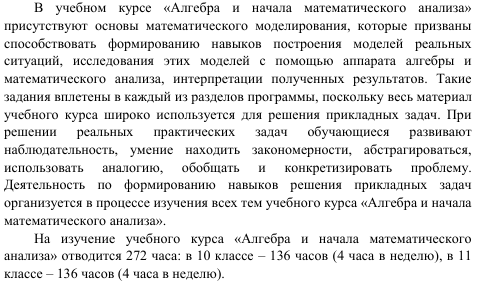 В учебном курсе «Алгебра и начала математического анализа»
присутствуют основы математического моделирования, которые призваны
способствовать формированию навыков построения моделей реальных
ситуаций, исследования этих моделей с помощью аппарата алгебры и
математического анализа, интерпретации полученных результатов. Такие
задания вплетены в каждый из разделов программы, поскольку весь материал
учебного курса широко используется для решения прикладных задач. При
решении реальных практических задач обучающиеся развивают
наблюдательность, умение находить закономерности, абстрагироваться,
использовать аналогию, обобщать и конкретизировать проблему.
Деятельность по формированию навыков решения прикладных задач
организуется в процессе изучения всех тем учебного курса «Алгебра и начала
математического анализа».
На изучение учебного курса «Алгебра и начала математического
анализа» отводится 272 часа: в 10 классе – 136 часов (4 часа в неделю), в 11
классе – 136 часов (4 часа в неделю).